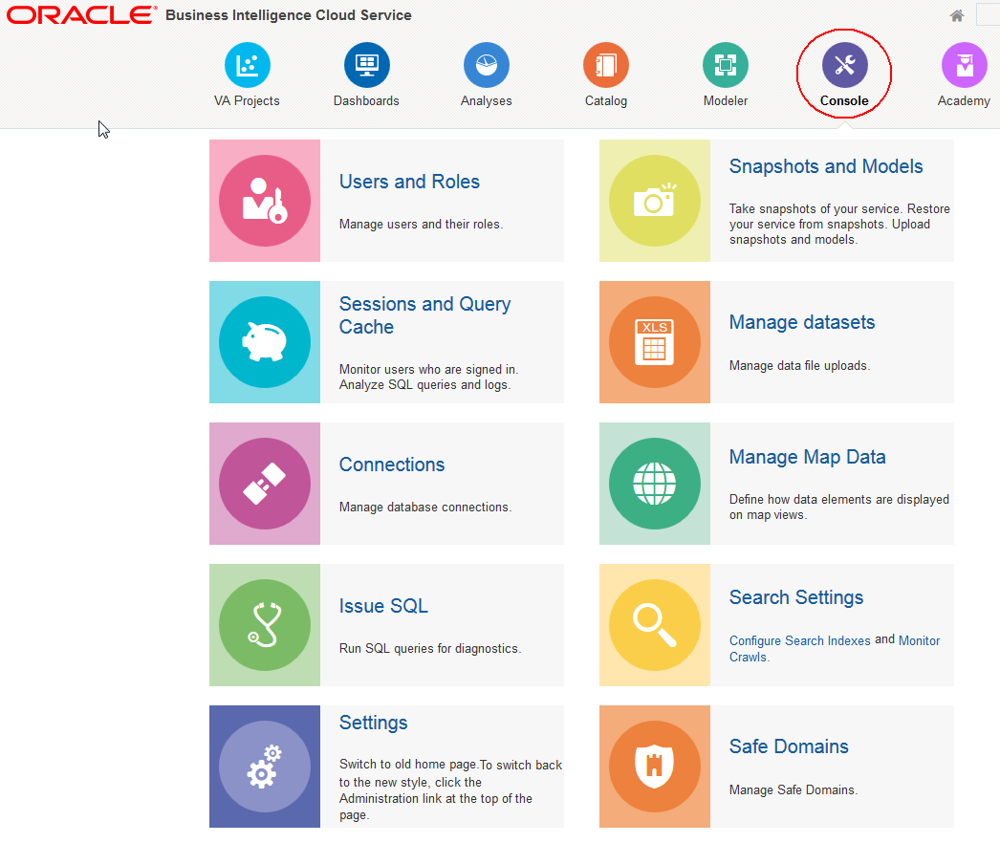 ORACLE® Business Intelligence Cloud Service
VA Projects
Dashboards
Analyses
Catalog
Modeler
Console
Academy
Users and Roles
Manage users and their roles.
Snapshots and Models
Take snapshots of your service. Restore
your service from snapshots. Upload
snapshots and models.
Sessions and Query
Cache
Monitor users who are signed in.
Analyze SQL queries and logs.
XLS
Manage datasets
Manage data file uploads.
Connections
Manage database connections.
Manage Map Data
Define how data elements are displayed
on map views.
Issue SQL
Run SQL queries for diagnostics.
Search Settings
Configure Search Indexes and Monitor
Crawls.
Settings
Switch to old home page.To switch back
to the new style, click the
Administration link at the top of the
page.
Safe Domains
Manage Safe Domains.